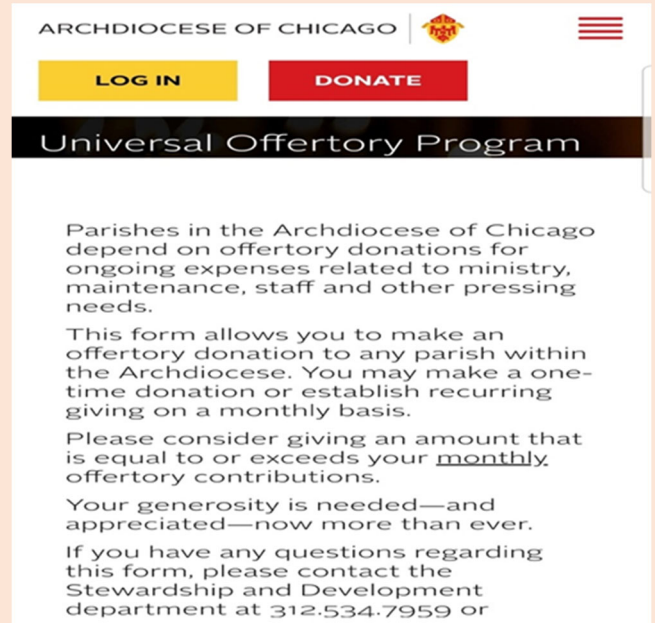 ARCHDIOCESE OF CHICAGO
LOG IN
DONATE
Universal Offertory Program
Parishes in the Archdiocese of Chicago
depend on offertory donations for
ongoing expenses related to ministry,
maintenance, staff and other pressing
needs.
This form allows you to make an
offertory donation to any parish within
the Archdiocese. You may make a one-
time donation or establish recurring
giving on a monthly basis.
Please consider giving an amount that
is equal to or exceeds your monthly
offertory contributions.
Your generosity is needed—and
appreciated—now more than ever.
If you have any questions regarding
this form, please contact the
Stewardship and Development
department at 312.534.7959 or